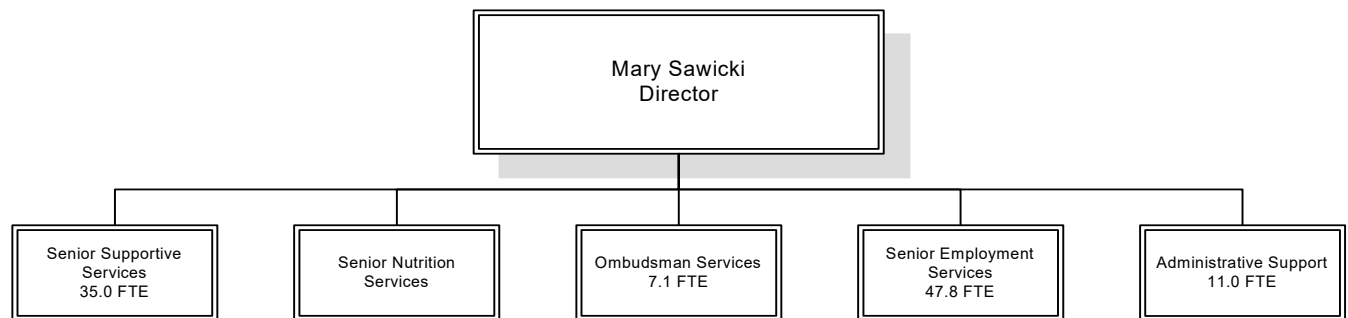 Mary Sawicki
Director
Senior Supportive
Services
35.0 FTE
Senior Nutrition
Services
Ombudsman Services
7.1 FTE
Senior Employment
Services
47.8 FTE
Administrative Support
11.0 FTE